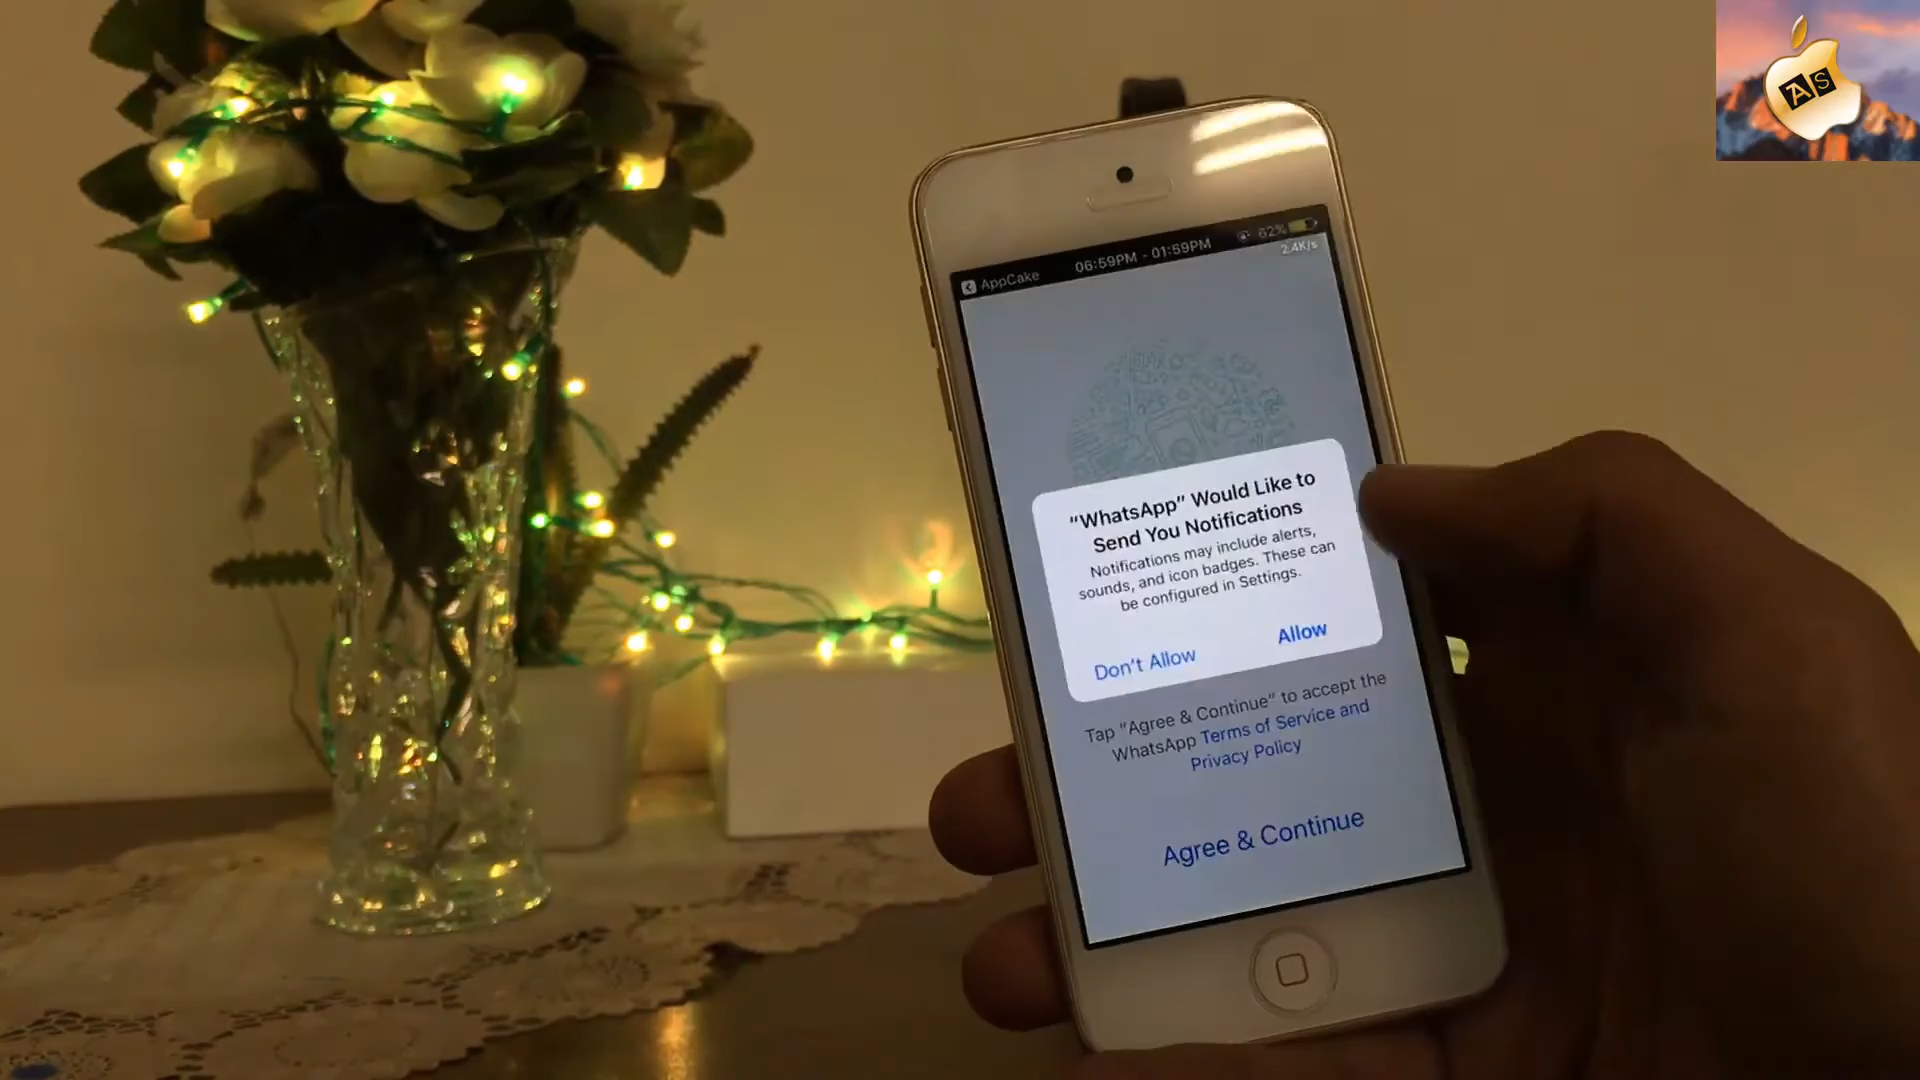 AS
AppCake
06:59PM - 01:59PM
62%
2.4K/s
“WhatsApp” Would Like to
Send You Notifications
Notifications may include alerts,
sounds, and icon badges. These can
be configured in Settings.
Don’t Allow
Allow
Tap “Agree & Continue” to accept the
WhatsApp Terms of Service and
Privacy Policy
Agree & Continue